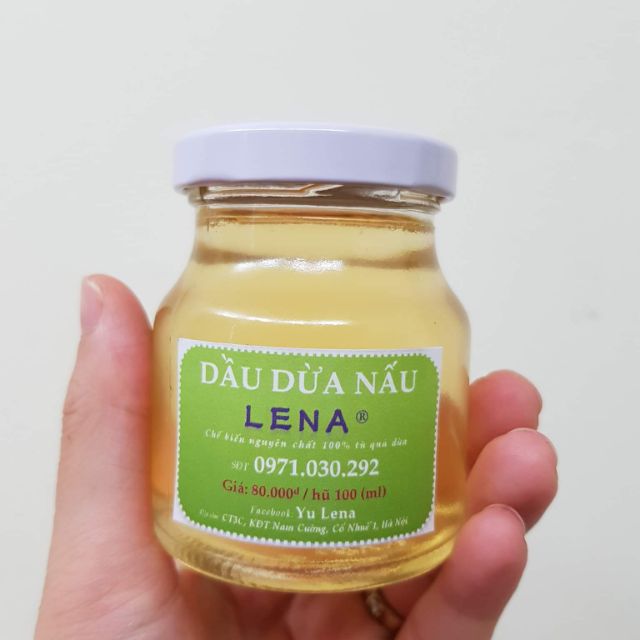 DẦU DỪA NẤU
LENA ®
Chế biến nguyên chất 100% từ quả dừa
SĐT 0971.030.292
Giá: 80.000đ / hũ 100 (ml)
Facebook: Yu Lena
Địa chỉ: CT3C, KĐT Nam Cường, Cổ Nhuế 1, Hà Nội